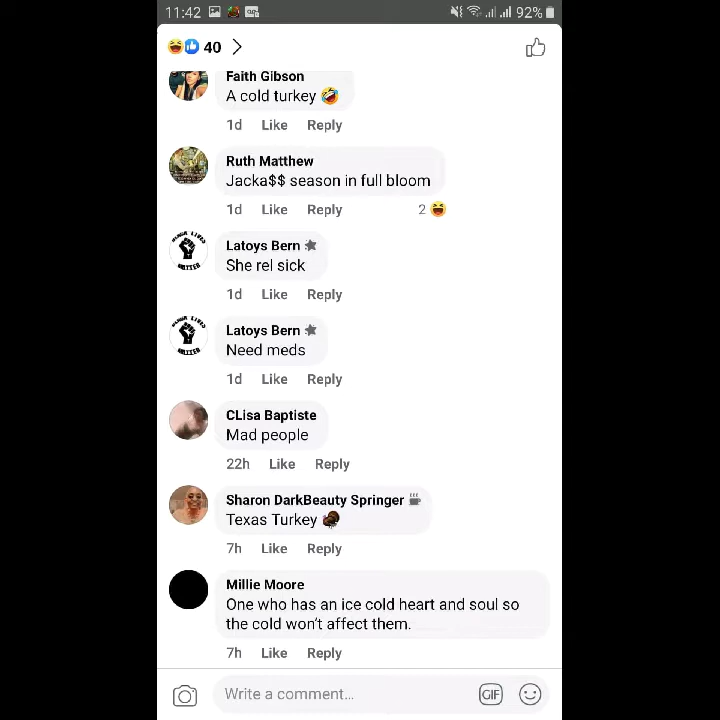 11:42
92%
40
Faith Gibson
A cold turkey 🤣
1d Like Reply
Ruth Matthew
Jacka$$ season in full bloom
1d Like Reply 2
Latoys Bern
She rel sick
1d Like Reply
Latoys Bern
Need meds
1d Like Reply
CLisa Baptiste
Mad people
22h Like Reply
Sharon DarkBeauty Springer
Texas Turkey 🦃
7h Like Reply
Millie Moore
One who has an ice cold heart and soul so
the cold won't affect them.
7h Like Reply
Write a comment...
GIF